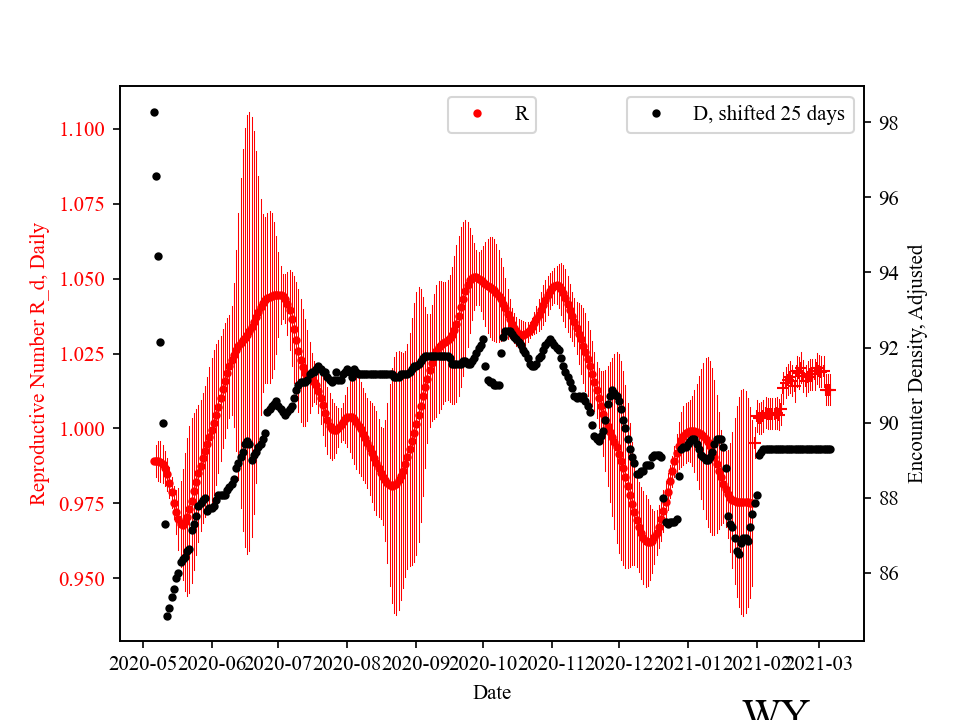 R
D, shifted 25 days
Reproductive Number R_d, Daily
1.100
1.075
1.050
1.025
1.000
0.975
0.950
98
96
94
92
90
88
86
Encounter Density, Adjusted
2020-05 2020-06 2020-07 2020-08 2020-09 2020-10 2020-11 2020-12 2021-01 2021-02 2021-03
Date
WY